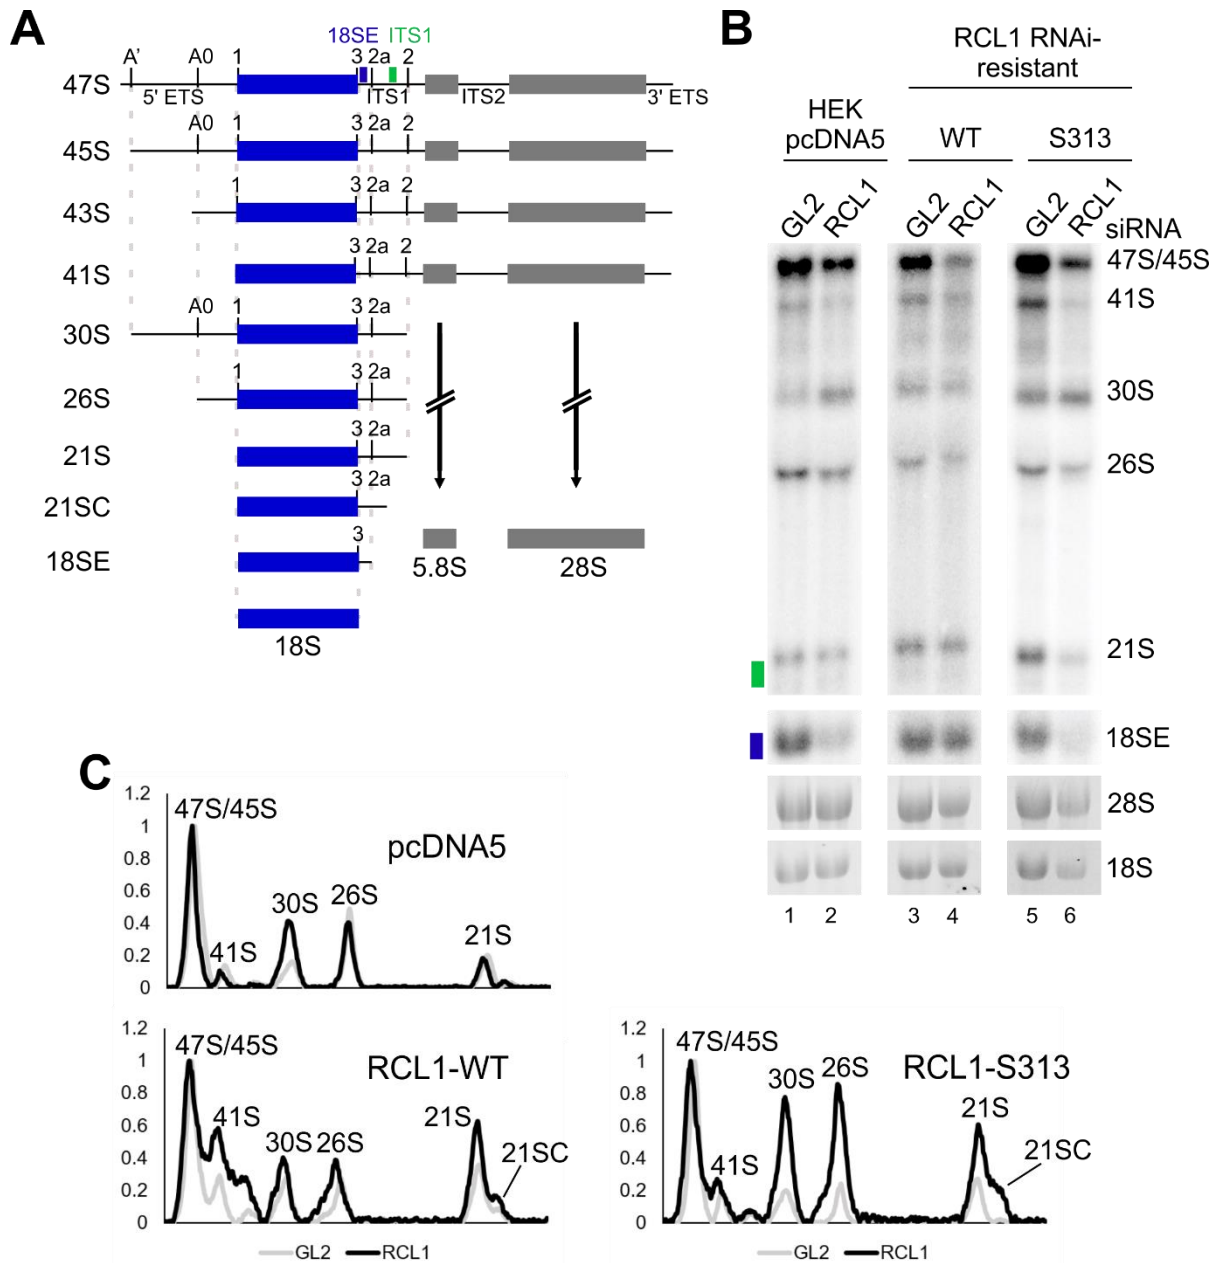 A
18SE ITS1
A' A0 1 3 2a 2
47S
5' ETS ITS1 ITS2 3' ETS
A0 1 3 2a 2
45S
1 3 2a 2
43S
3 2a 2
41S
A0 1 3 2a
30S
1 3 2a
26S
3 2a
21S
3 2a
21SC
3
18SE
5.8S 28S
18S
B
RCL1 RNAi-
resistant
HEK
pcDNA5 WT S313
GL2 RCL1 GL2 RCL1 GL2 RCL1 siRNA
47S/45S
41S
30S
26S
21S
18SE
28S
18S
1 2 3 4 5 6
C
1.2
1
0.8
0.6
0.4
0.2
0
47S/45S
pcDNA5
30S 26S
41S 21S
1.2
1
0.8
0.6
0.4
0.2
0
47S/45S
RCL1-WT
41S 21S
30S 26S
21SC
GL2 RCL1
1.2
1
0.8
0.6
0.4
0.2
0
47S/45S
RCL1-S313
30S 26S
21S
41S 21SC
GL2 RCL1